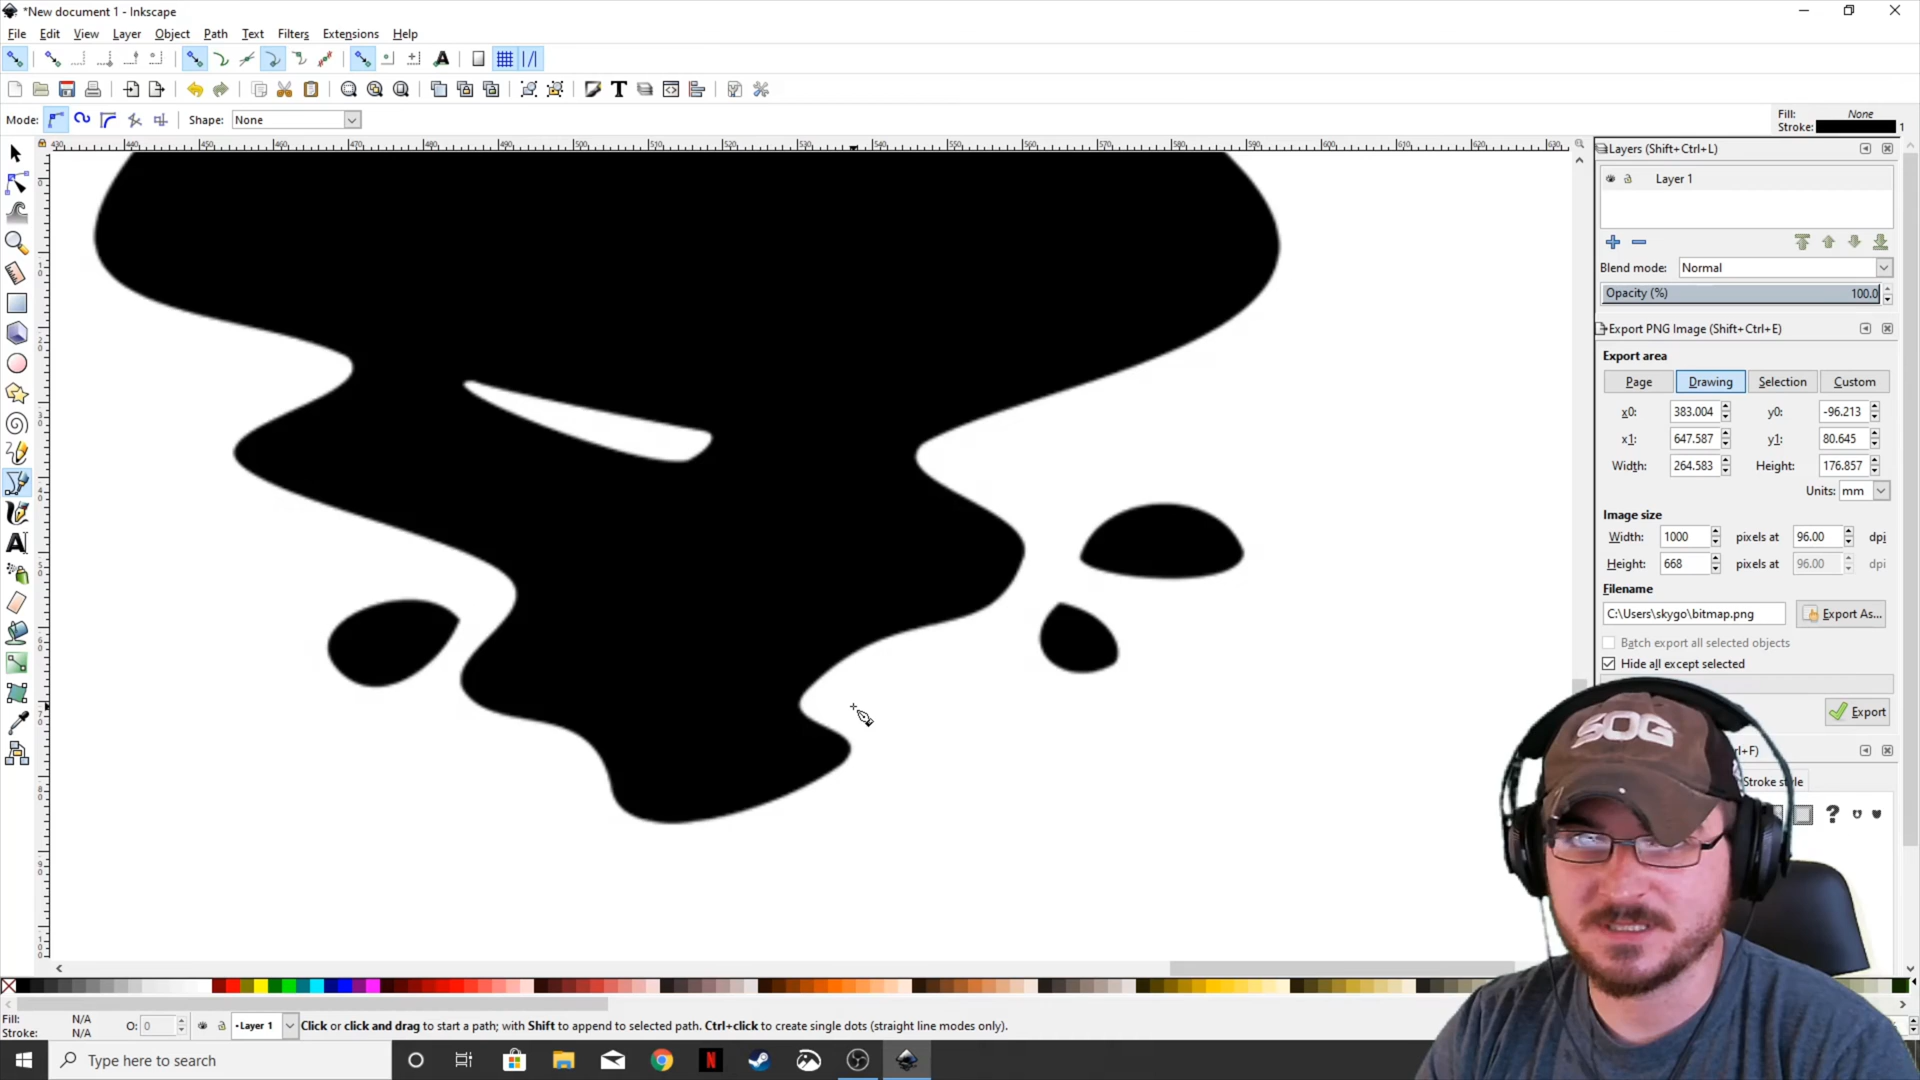 *New document 1 - Inkscape
File Edit View Layer Object Path Text Filters Extensions Help
Mode: Shape: None
Fill: None
Stroke: 1
Layers (Shift+Ctrl+L)
Layer 1
Blend mode: Normal
Opacity (%) 100.0
Export PNG Image (Shift+Ctrl+E)
Export area
Page Drawing Selection Custom
x0: 383.004 y0: -96.213
x1: 647.587 y1: 80.645
Width: 264.583 Height: 176.857
Units: mm
Image size
Width: 1000 pixels at 96.00 dpi
Height: 668 pixels at 96.00 dpi
Filename
C:\Users\skygo\bitmap.png Export As...
Batch export all selected objects
Hide all except selected
Export
SOG
Fill: N/A
Stroke: N/A
O: 0
•Layer 1
Click or click and drag to start a path; with Shift to append to selected path. Ctrl+click to create single dots (straight line modes only).
Type here to search